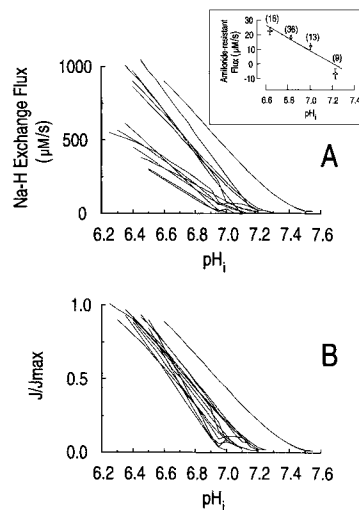 (16)
(36)
(13)
(9)
Amiloride-resistant
Flux (µM/s)
30
20
10
0
-10
6.6 6.8 7.0 7.2 7.4
pHi
Na-H Exchange Flux
(µM/s)
1000
500
0
A
6.2 6.4 6.6 6.8 7.0 7.2 7.4 7.6
pHi
J/Jmax
1.0
0.5
0.0
B
6.2 6.4 6.6 6.8 7.0 7.2 7.4 7.6
pHi